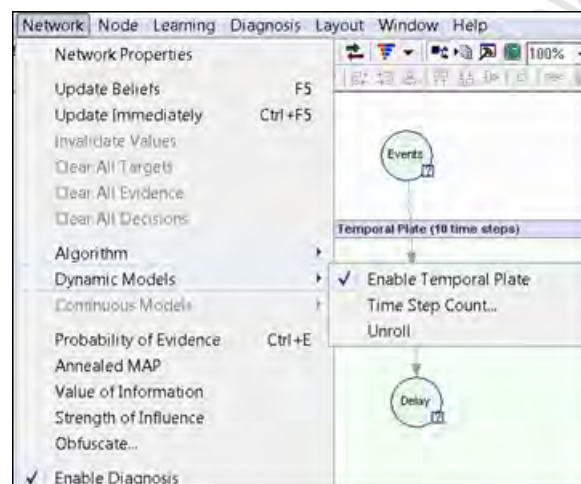 Network Node Learning Diagnosis Layout Window Help
100%
Network Properties
Update Beliefs F5
Update Immediately Ctrl+F5
Invalidate Values
Clear All Targets
Clear All Evidence
Clear All Decisions
Algorithm
Dynamic Models
Continuous Models
Probability of Evidence Ctrl+E
Annealed MAP
Value of Information
Strength of Influence
Obfuscate...
✓ Enable Diagnosis
Events
Temporal Plate (10 time steps)
✓ Enable Temporal Plate
Time Step Count...
Unroll
Delay